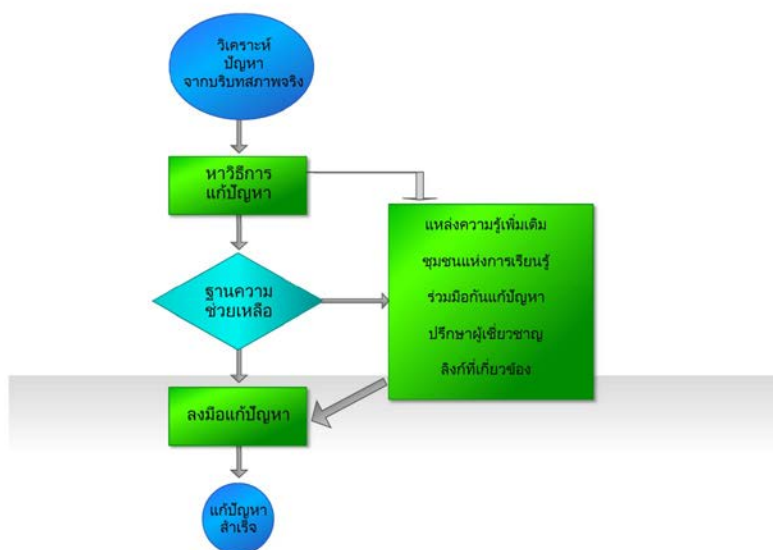 วิเคราะห์
ปัญหา
จากบริบทสภาพจริง
หาวิธีการ
แก้ปัญหา
แหล่งความรู้เพิ่มเติม
ชุมชนแห่งการเรียนรู้
ร่วมมือกันแก้ปัญหา
ปรึกษาผู้เชี่ยวชาญ
ลิงก์ที่เกี่ยวข้อง
ฐานความ
ช่วยเหลือ
ลงมือแก้ปัญหา
แก้ปัญหา
สำเร็จ